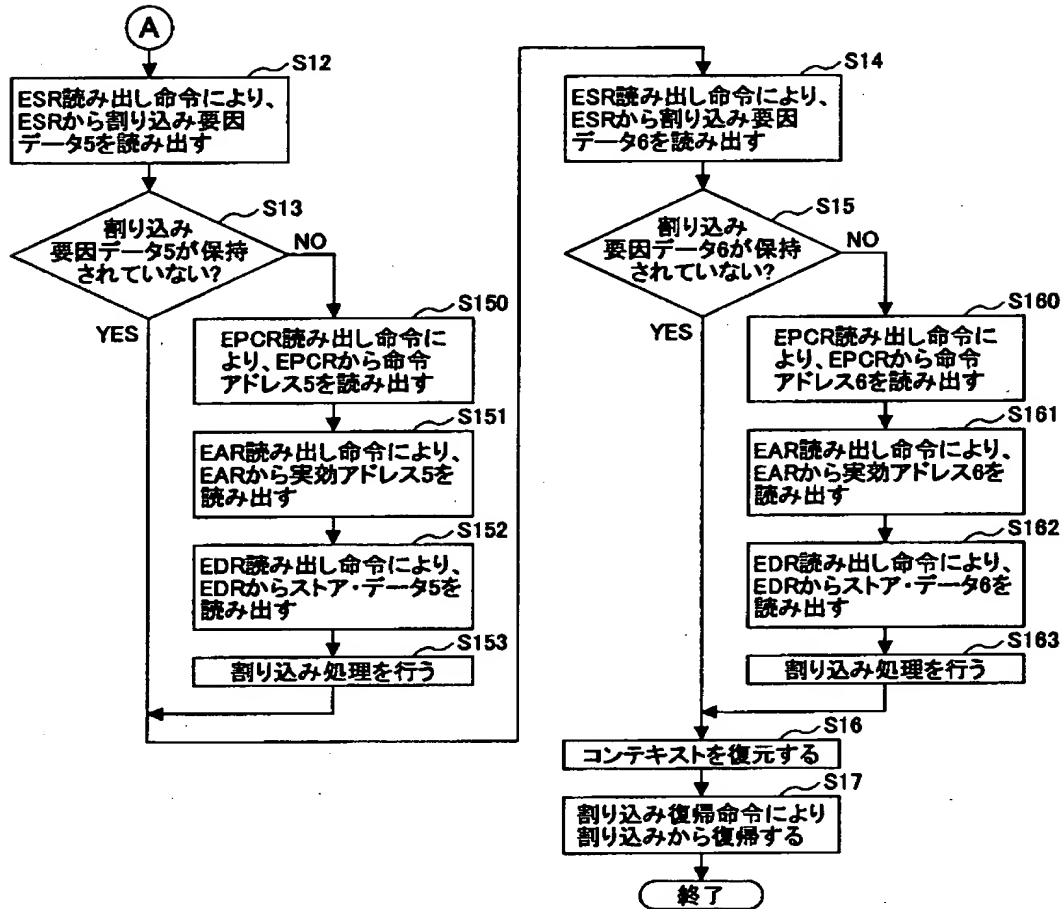 A
S12
ESR読み出し命令により、
ESRから割り込み要因
データ5を読み出す
S13
割り込み
要因データ5が保持
されていない?
NO
YES
S150
EPCR読み出し命令に
より、EPCRから命令
アドレス5を読み出す
S151
EAR読み出し命令により、
EARから実効アドレス5を
読み出す
S152
EDR読み出し命令により、
EDRからストア・データ5を
読み出す
S153
割り込み処理を行う
S14
ESR読み出し命令により、
ESRから割り込み要因
データ6を読み出す
S15
割り込み
要因データ6が保持
されていない?
NO
YES
S160
EPCR読み出し命令に
より、EPCRから命令
アドレス6を読み出す
S161
EAR読み出し命令により、
EARから実効アドレス6を
読み出す
S162
EDR読み出し命令により、
EDRからストア・データ6を
読み出す
S163
割り込み処理を行う
S16
コンテキストを復元する
S17
割り込み復帰命令により
割り込みから復帰する
終了